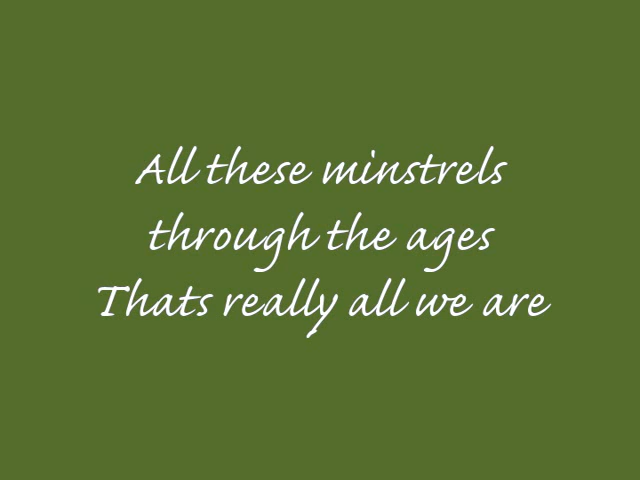 All these minstrels
through the ages
Thats really all we are